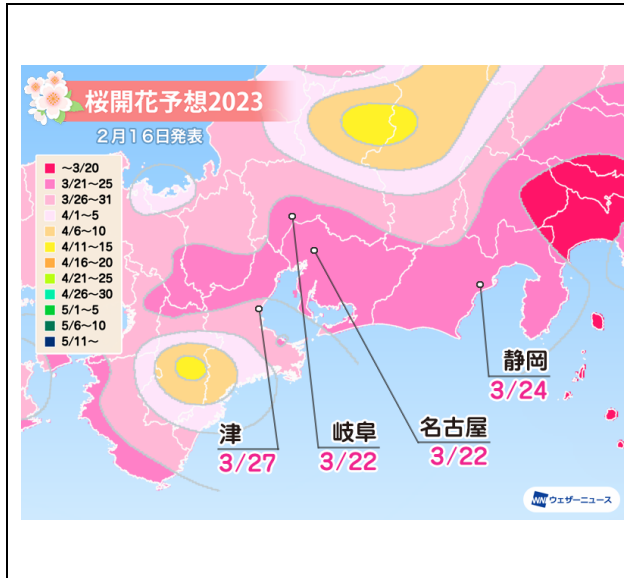 桜開花予想2023
2月16日発表
～3/20
3/21～25
3/26～31
4/1～5
4/6～10
4/11～15
4/16～20
4/21～25
4/26～30
5/1～5
5/6～10
5/11～
静岡
3/24
名古屋
3/22
岐阜
3/22
津
3/27
WNI ウェザーニュース